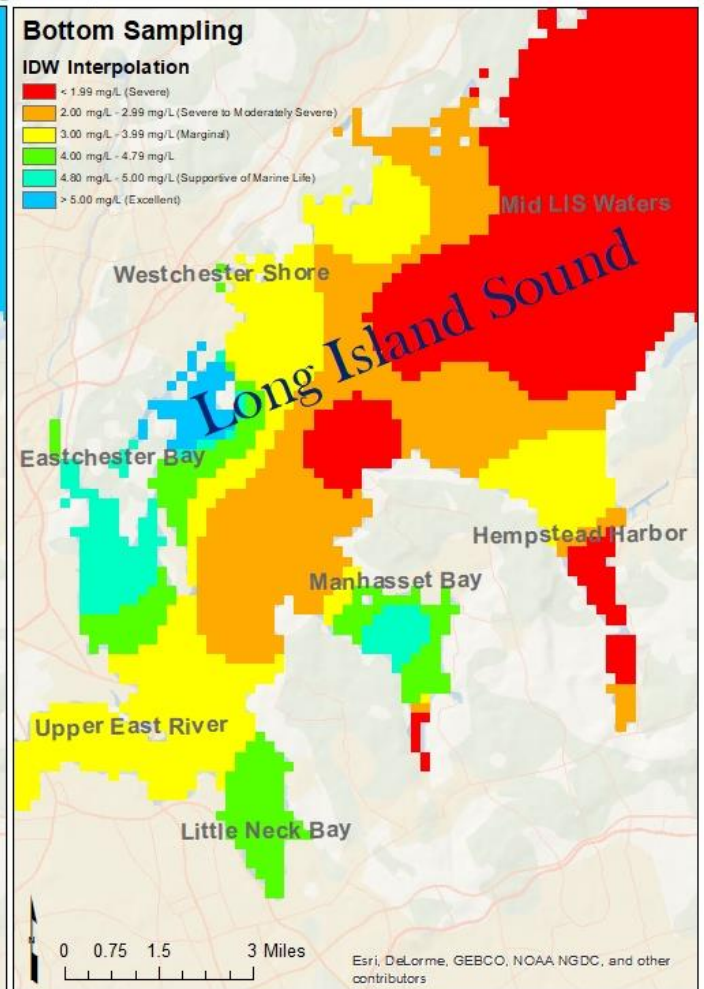 Bottom Sampling
IDW Interpolation
< 1.99 mg/L (Severe)
2.00 mg/L - 2.99 mg/L (Severe to Moderately Severe)
3.00 mg/L - 3.99 mg/L (Marginal)
4.00 mg/L - 4.79 mg/L
4.80 mg/L - 5.00 mg/L (Supportive of Marine Life)
> 5.00 mg/L (Excellent)
Mid LIS Waters
Westchester Shore
Long Island Sound
Eastchester Bay
Hempstead Harbor
Manhasset Bay
Upper East River
Little Neck Bay
N
0 0.75 1.5 3 Miles
Esri, DeLorme, GEBCO, NOAA NGDC, and other
contributors